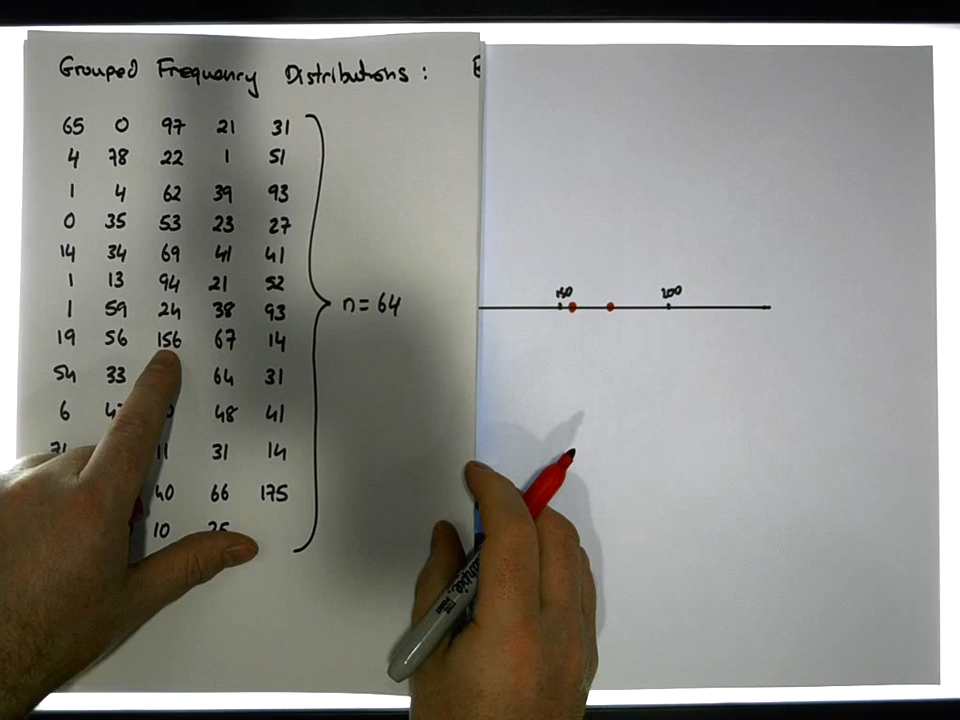 Grouped Frequency Distributions :
65 0 97 21 31
4 78 22 1 51
1 4 62 39 93
0 35 53 23 27
14 34 69 41 41
1 13 94 21 52
1 59 24 38 93
n = 64
19 56 156 67 14
54 33 64 31
6 48 41
71 11 31 14
40 66 175
10 25
150 200